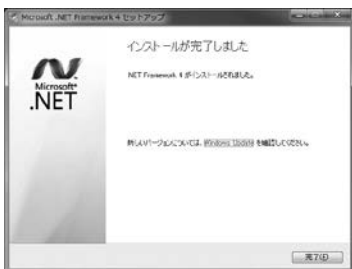 Microsoft .NET Framework 4 セットアップ
インストールが完了しました
Microsoft®
.NET
.NET Framework 4 がインストールされました。
新しいバージョンについては、Windows Update を確認してください。
完了(F)